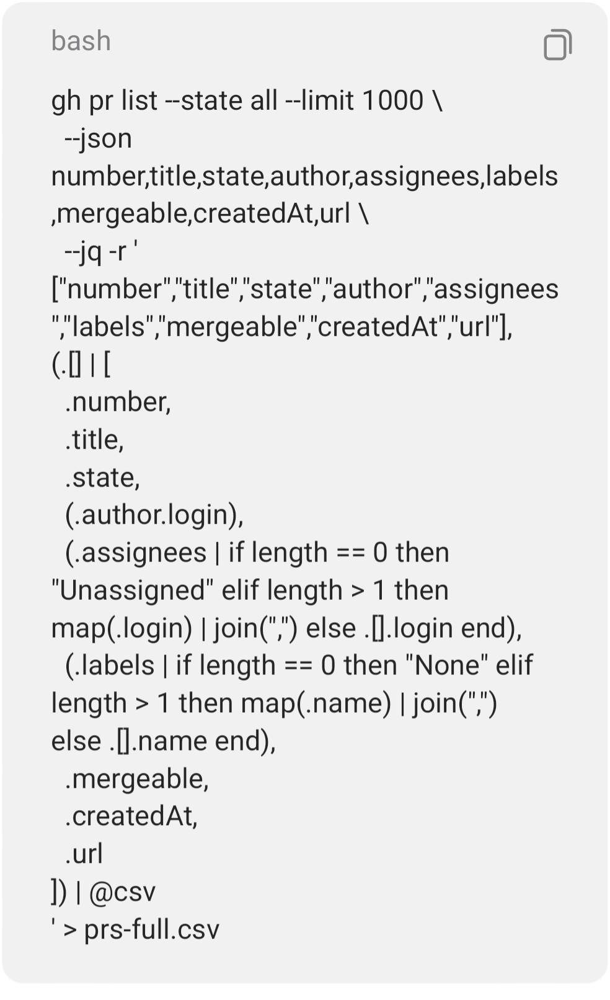 bash
gh pr list --state all --limit 1000 \
  --json
number,title,state,author,assignees,labels
,mergeable,createdAt,url \
  --jq -r '
["number","title","state","author","assignees
","labels","mergeable","createdAt","url"],
(.[] | [
  .number,
  .title,
  .state,
  (.author.login),
  (.assignees | if length == 0 then
"Unassigned" elif length > 1 then
map(.login) | join(",") else .[].login end),
  (.labels | if length == 0 then "None" elif
length > 1 then map(.name) | join(",")
else .[].name end),
  .mergeable,
  .createdAt,
  .url
]) | @csv
' > prs-full.csv